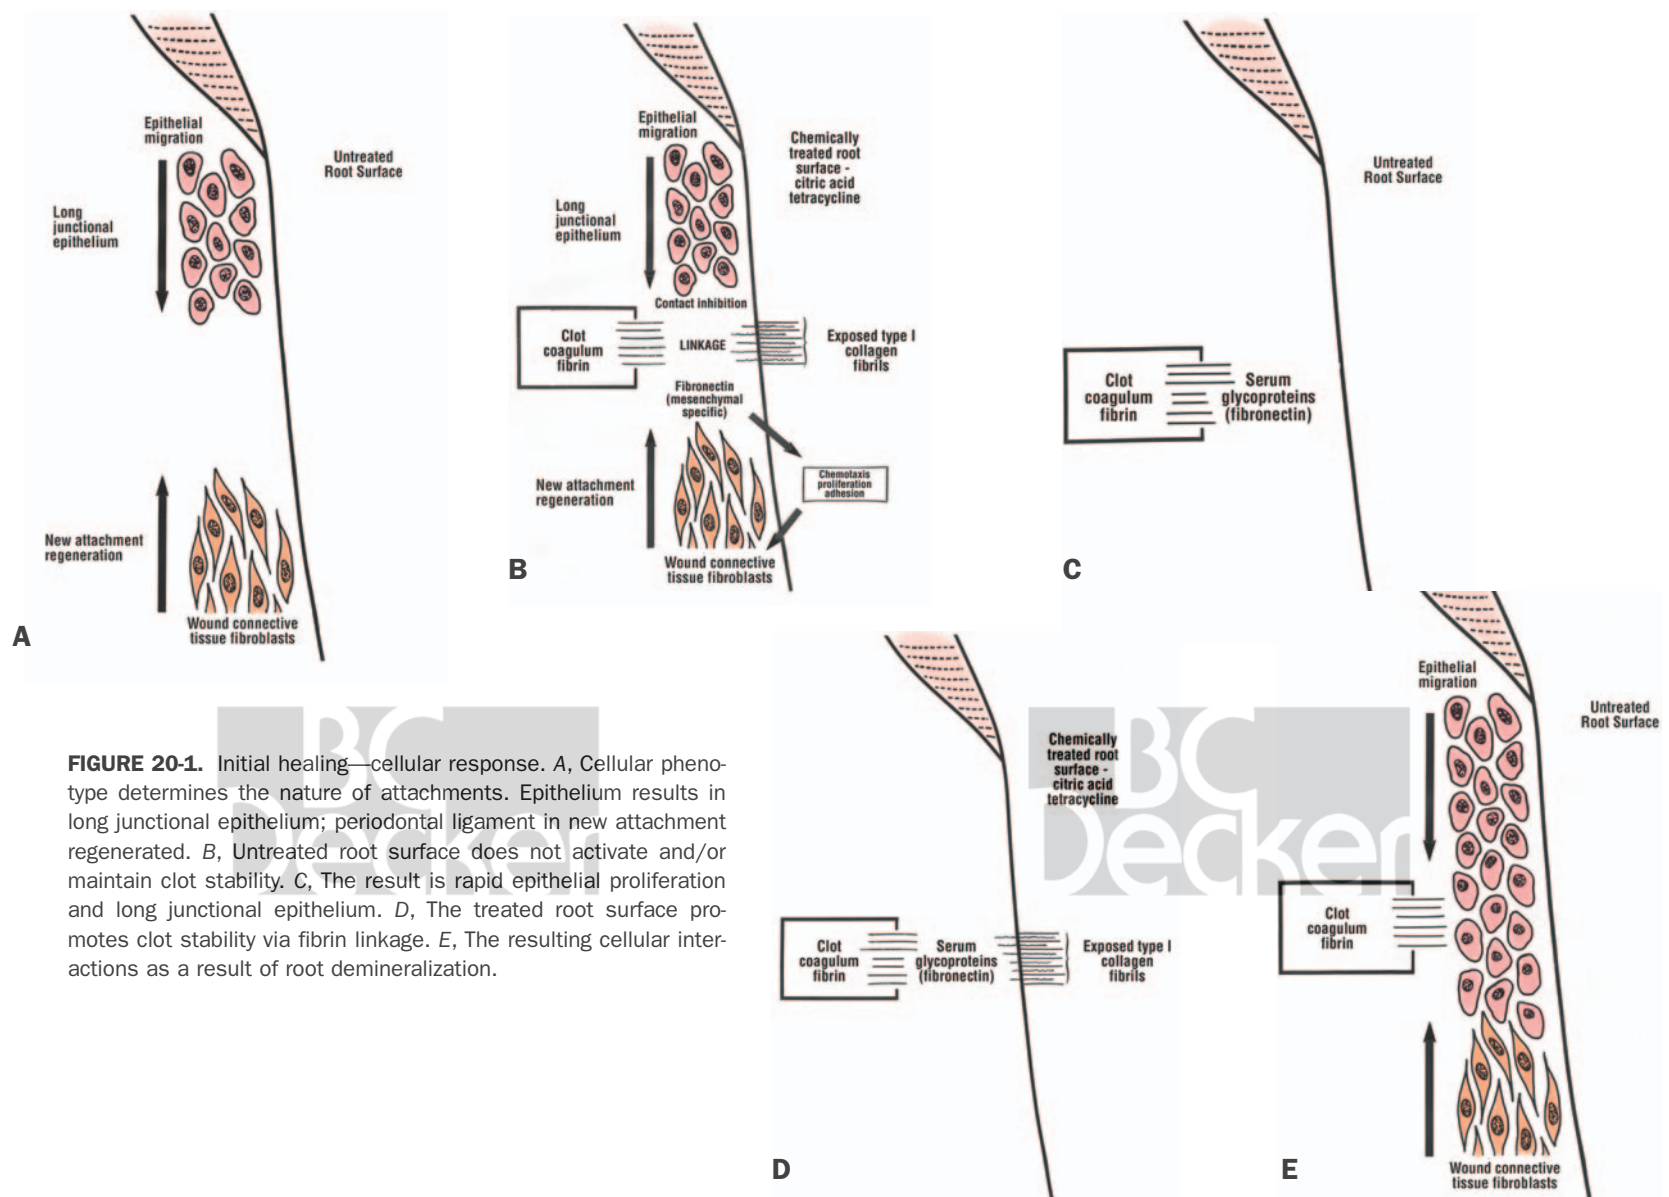 Epithelial
migration
Untreated
Root Surface
Long
junctional
epithelium
New attachment
regeneration
Wound connective
tissue fibroblasts
A
Epithelial
migration
Chemically
treated root
surface -
citric acid
tetracycline
Long
junctional
epithelium
Contact inhibition
Clot
coagulum
fibrin
LINKAGE
Exposed type I
collagen
fibrils
Fibronectin
(mesenchymal
specific)
Chemotaxis
proliferation
adhesion
New attachment
regeneration
Wound connective
tissue fibroblasts
B
Untreated
Root Surface
Clot
coagulum
fibrin
Serum
glycoproteins
(fibronectin)
C
Chemically
treated root
surface -
citric acid
tetracycline
Clot
coagulum
fibrin
Serum
glycoproteins
(fibronectin)
Exposed type I
collagen
fibrils
D
Epithelial
migration
Untreated
Root Surface
Clot
coagulum
fibrin
Wound connective
tissue fibroblasts
E
BC
Decker
BC
Decker
FIGURE 20-1. Initial healing—cellular response. A, Cellular pheno-
type determines the nature of attachments. Epithelium results in
long junctional epithelium; periodontal ligament in new attachment
regenerated. B, Untreated root surface does not activate and/or
maintain clot stability. C, The result is rapid epithelial proliferation
and long junctional epithelium. D, The treated root surface pro-
motes clot stability via fibrin linkage. E, The resulting cellular inter-
actions as a result of root demineralization.